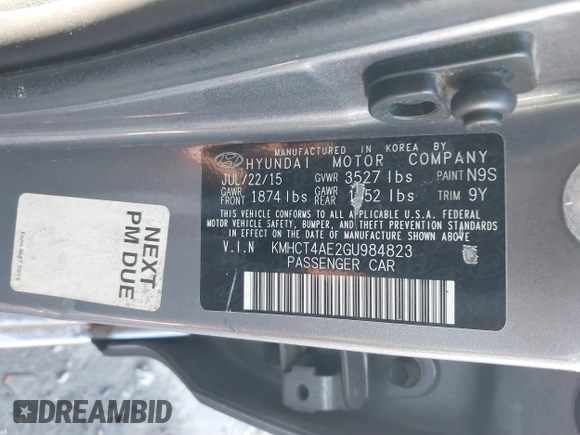 MANUFACTURED IN KOREA BY
HYUNDAI MOTOR COMPANY
JUL/22/15 GVWR 3527 lbs PAINT N9S
GAWR FRONT 1874 lbs GAWR REAR lbs TRIM 9Y
THIS VEHICLE CONFORMS TO ALL APPLICABLE U.S.A. FEDERAL
MOTOR VEHICLE SAFETY, BUMPER, AND THEFT PREVENTION STANDARDS
IN EFFECT ON THE DATE OF MANUFACTURE SHOWN ABOVE
V.I.N KMHCT4AE2GU984823
PASSENGER CAR
NEXT
PM DUE
DREAMBID